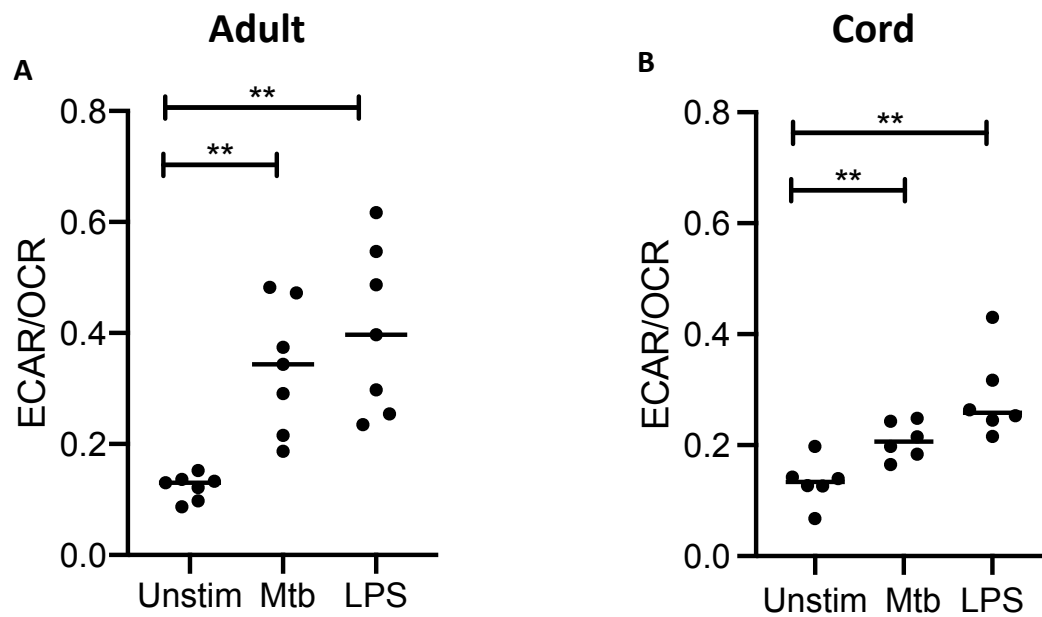 Adult
A
**
**
0.8
0.6
0.4
0.2
0.0
ECAR/OCR
Unstim Mtb LPS
Cord
B
**
**
0.8
0.6
0.4
0.2
0.0
ECAR/OCR
Unstim Mtb LPS